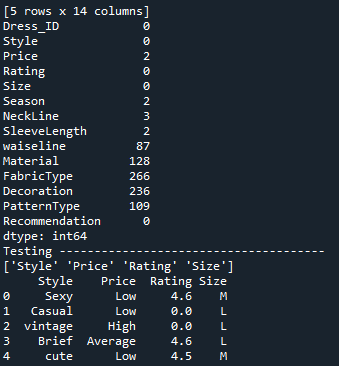 [5 rows x 14 columns]
Dress_ID 0
Style 0
Price 2
Rating 0
Size 0
Season 2
NeckLine 3
SleeveLength 2
waiseline 87
Material 128
FabricType 266
Decoration 236
PatternType 109
Recommendation 0
dtype: int64
Testing -------------------------------------
['Style' 'Price' 'Rating' 'Size']
Style Price Rating Size
0 Sexy Low 4.6 M
1 Casual Low 0.0 L
2 vintage High 0.0 L
3 Brief Average 4.6 L
4 cute Low 4.5 M